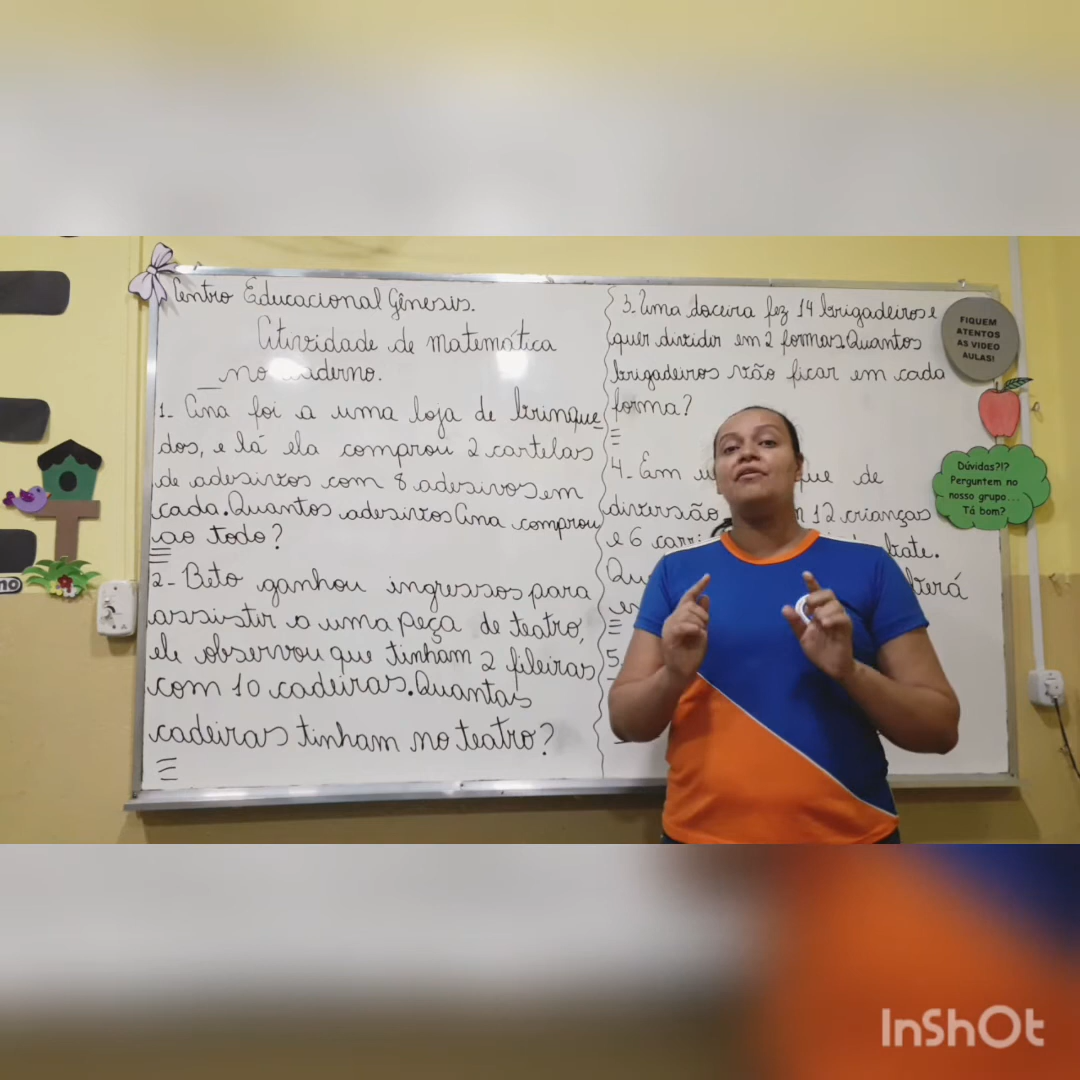 Centro Educacional Gênesis.
Atividade de matemática
no caderno.
1- Ana foi a uma loja de brinque
dos, e lá ela comprou 2 cartelas
de adesivos com 8 adesivos em
cada. Quantos adesivos Ana comprou
ao todo?
2- Beto ganhou ingressos para
assistir a uma peça de teatro,
ele observou que tinham 2 fileiras
com 10 cadeiras. Quantas
cadeiras tinham no teatro?
3. Uma doceira fez 14 brigadeiros e
quer dividir em 2 formas. Quantos
brigadeiros vão ficar em cada
forma?
4- Em de
diversão 12 crianças
e 6 bate.
5.
FIQUEM
ATENTOS
AS VIDEO
AULAS!
Dúvidas?!?
Perguntem no
nosso grupo...
Tá bom?
InShOt